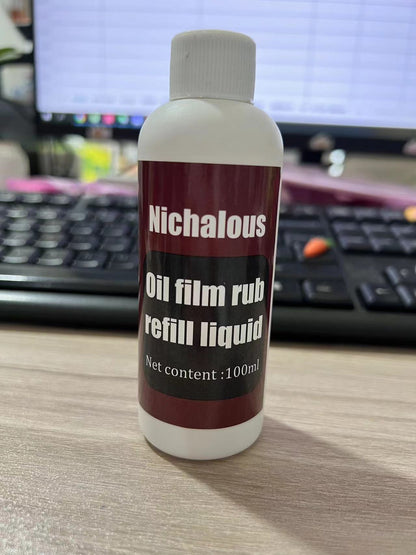 Nichalous
Oil film rub
refill liquid
Net content :100ml